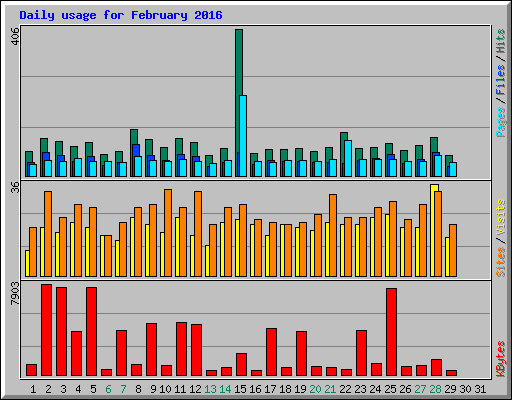 Daily usage for February 2016
406
Pages / Files / Hits
36
Sites / Visits
7903
KBytes
1 2 3 4 5 6 7 8 9 10 11 12 13 14 15 16 17 18 19 20 21 22 23 24 25 26 27 28 29 30 31